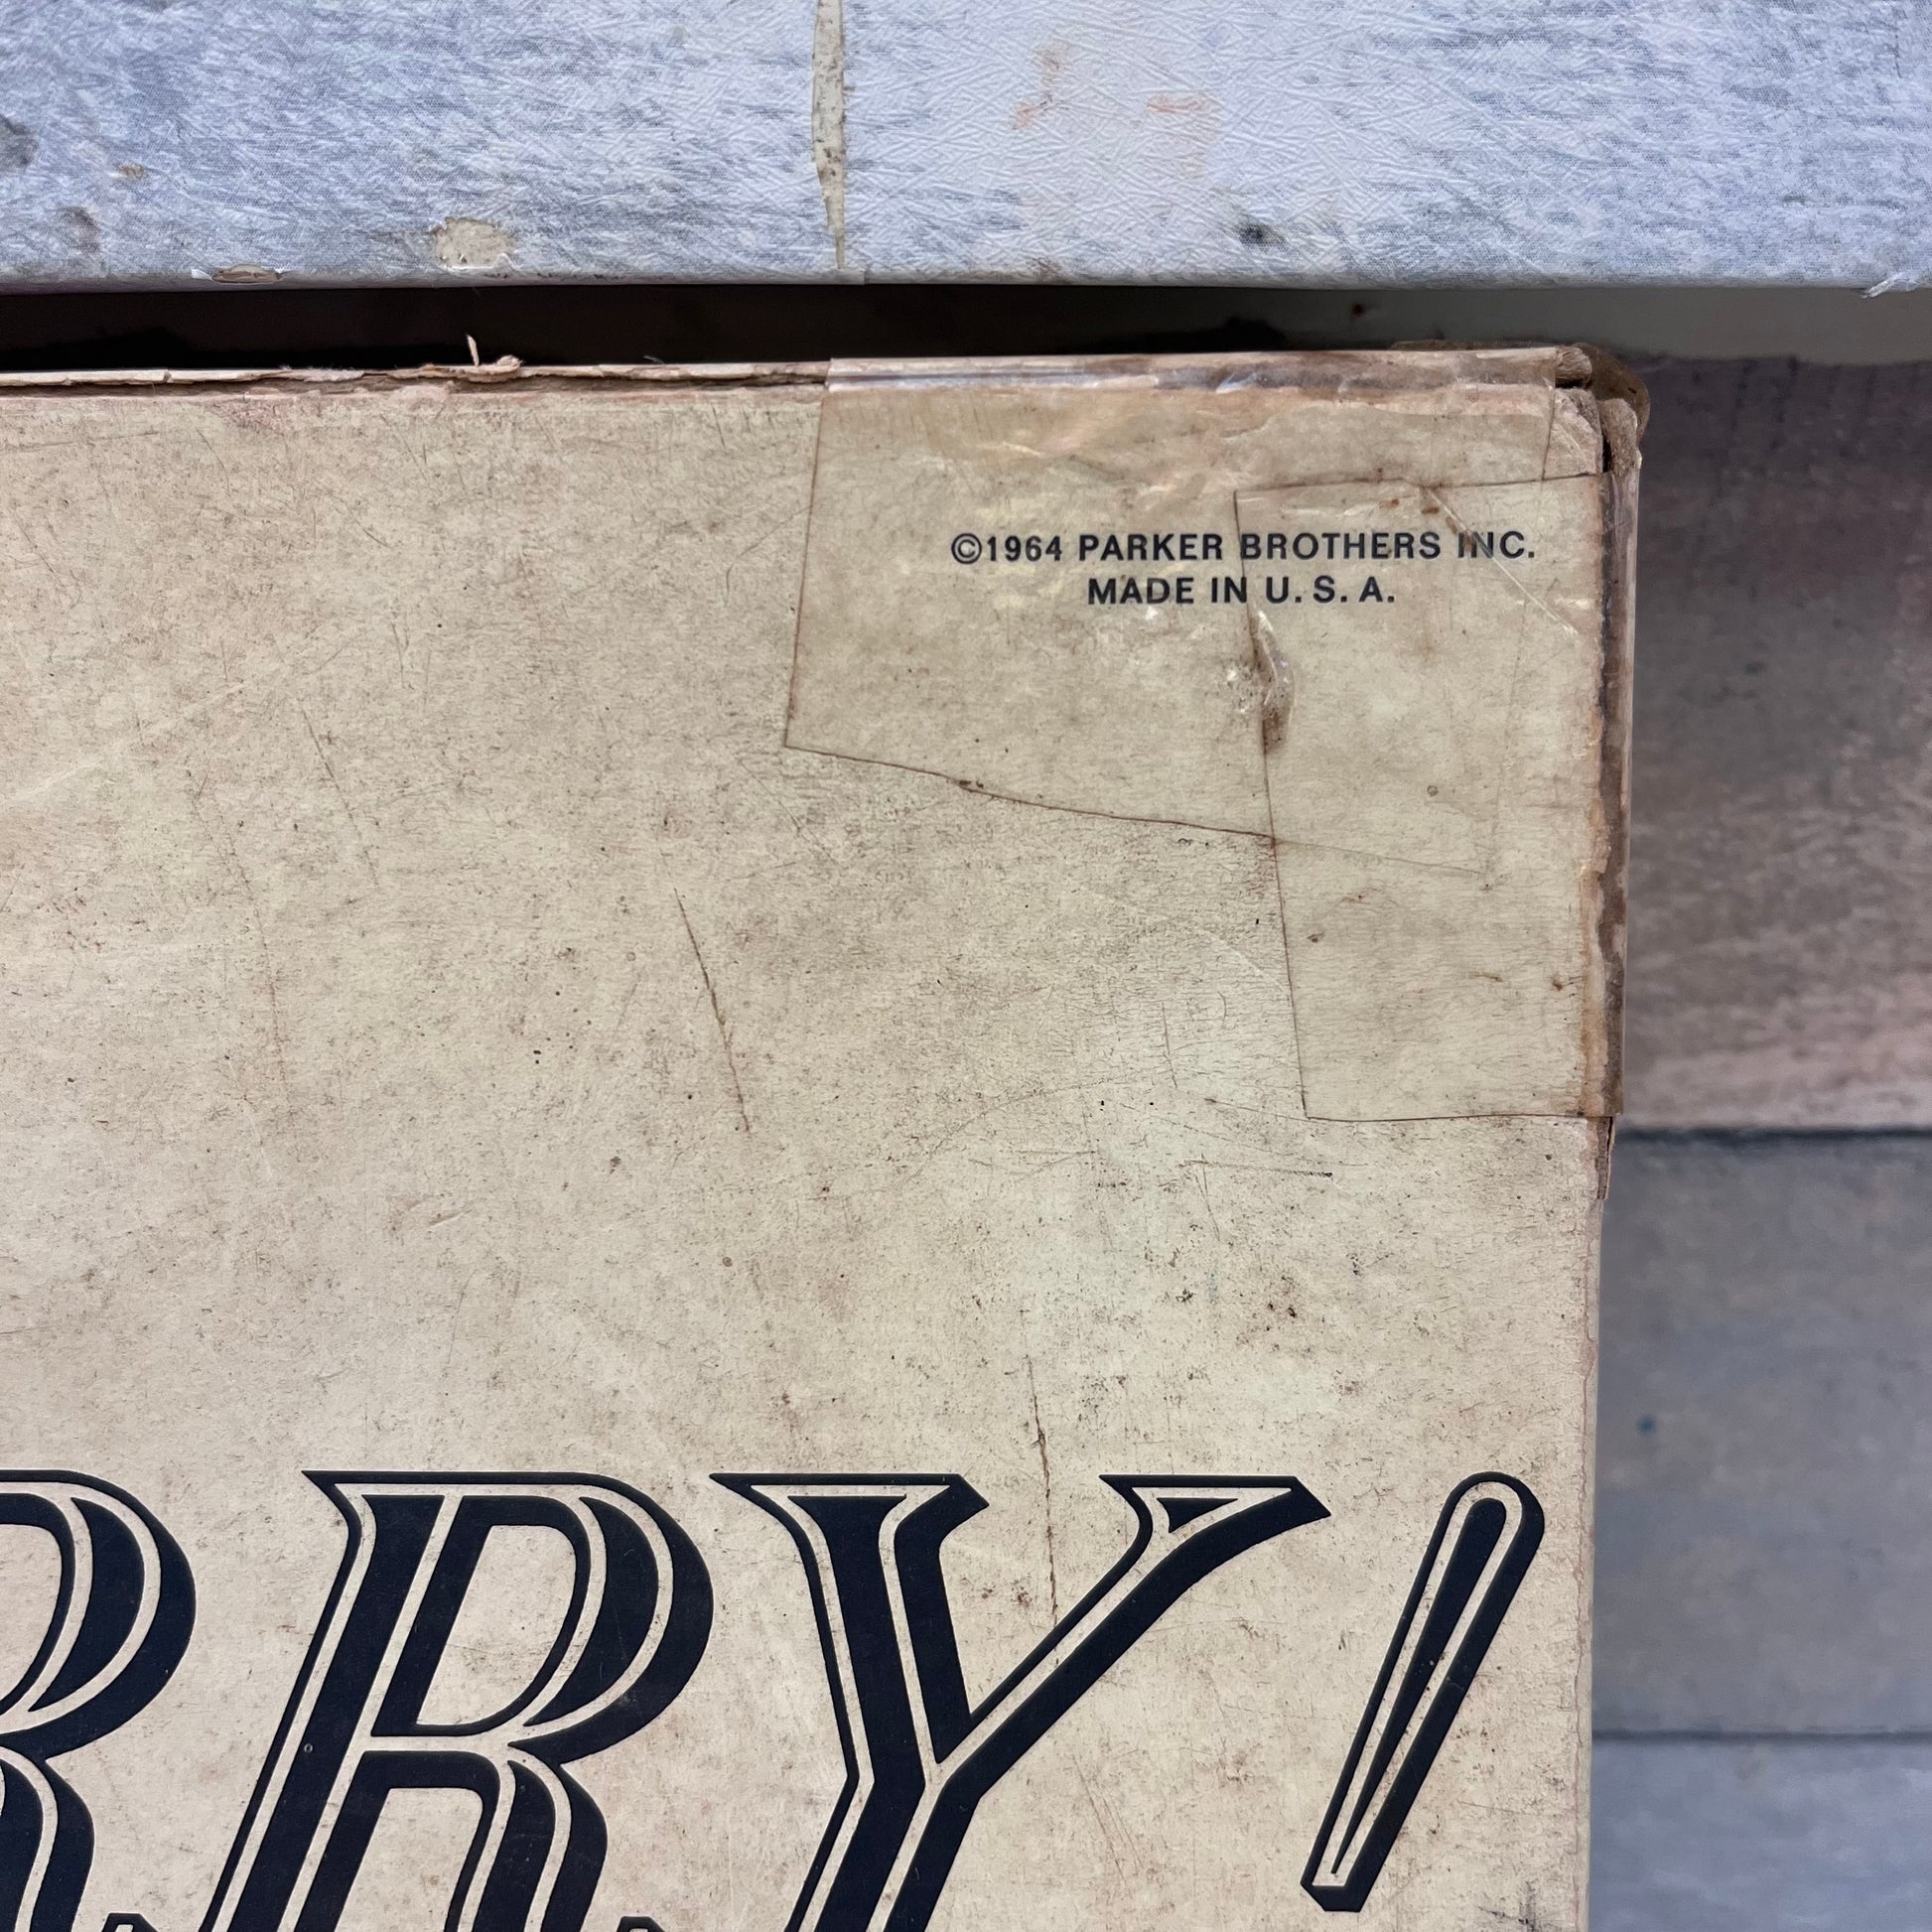 ©1964 PARKER BROTHERS INC.
MADE IN U.S.A.
RRY!